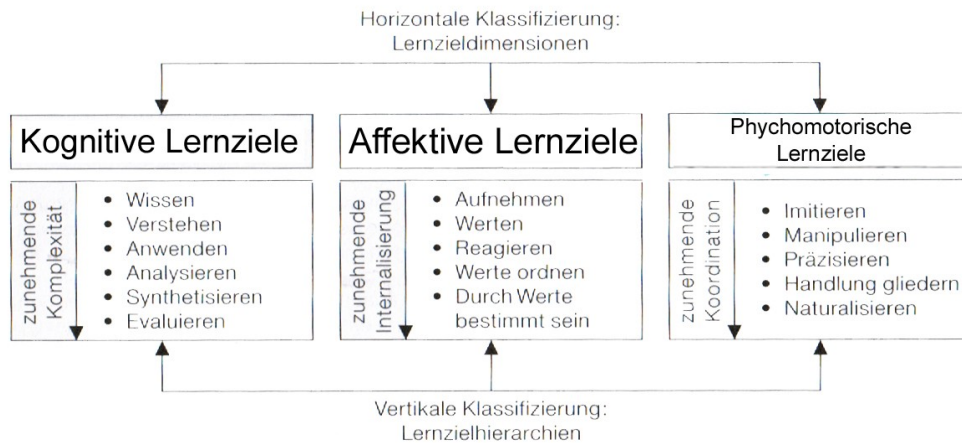 Horizontale Klassifizierung:
Lernzieldimensionen
Kognitive Lernziele
Affektive Lernziele
Phychomotorische
Lernziele
zunehmende
Komplexität
• Wissen
• Verstehen
• Anwenden
• Analysieren
• Synthetisieren
• Evaluieren
zunehmende
Internalisierung
• Aufnehmen
• Werten
• Reagieren
• Werte ordnen
• Durch Werte
bestimmt sein
zunehmende
Koordination
• Imitieren
• Manipulieren
• Präzisieren
• Handlung gliedern
• Naturalisieren
Vertikale Klassifizierung:
Lernzielhierarchien